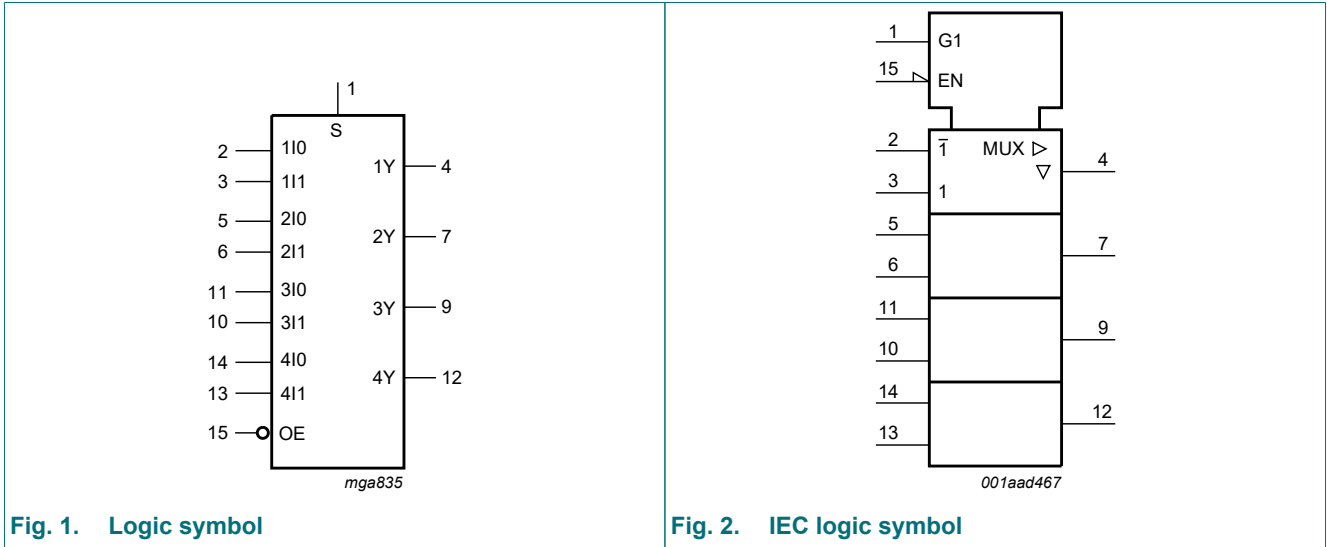 1
S
2 1I0
1Y 4
3 1I1
5 2I0
2Y 7
6 2I1
11 3I0
3Y 9
10 3I1
14 4I0
4Y 12
13 4I1
15 OE
mga835
Fig. 1. Logic symbol
1 G1
15 EN
2 1̅ MUX
4
3 1
5
7
6
11
9
10
14
12
13
001aad467
Fig. 2. IEC logic symbol